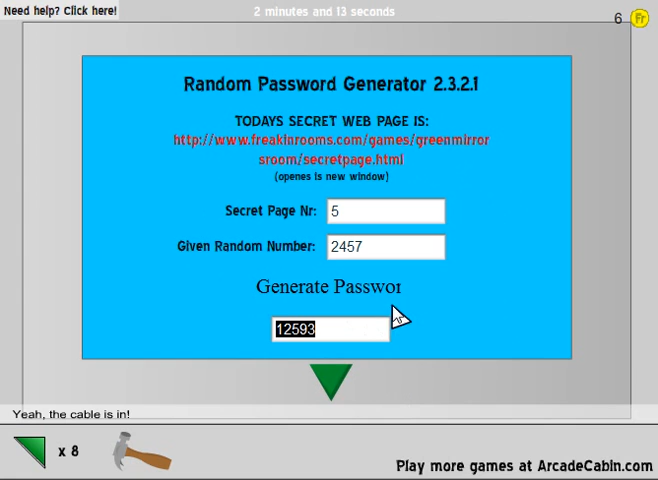 Need help? Click here!
2 minutes and 13 seconds
6 Fr
Random Password Generator 2.3.2.1
TODAYS SECRET WEB PAGE IS:
http://www.freakinrooms.com/games/greenmirror
sroom/secretpage.html
(openes is new window)
Secret Page Nr: 5
Given Random Number: 2457
Generate Passwor
12593
Yeah, the cable is in!
x 8
Play more games at ArcadeCabin.com